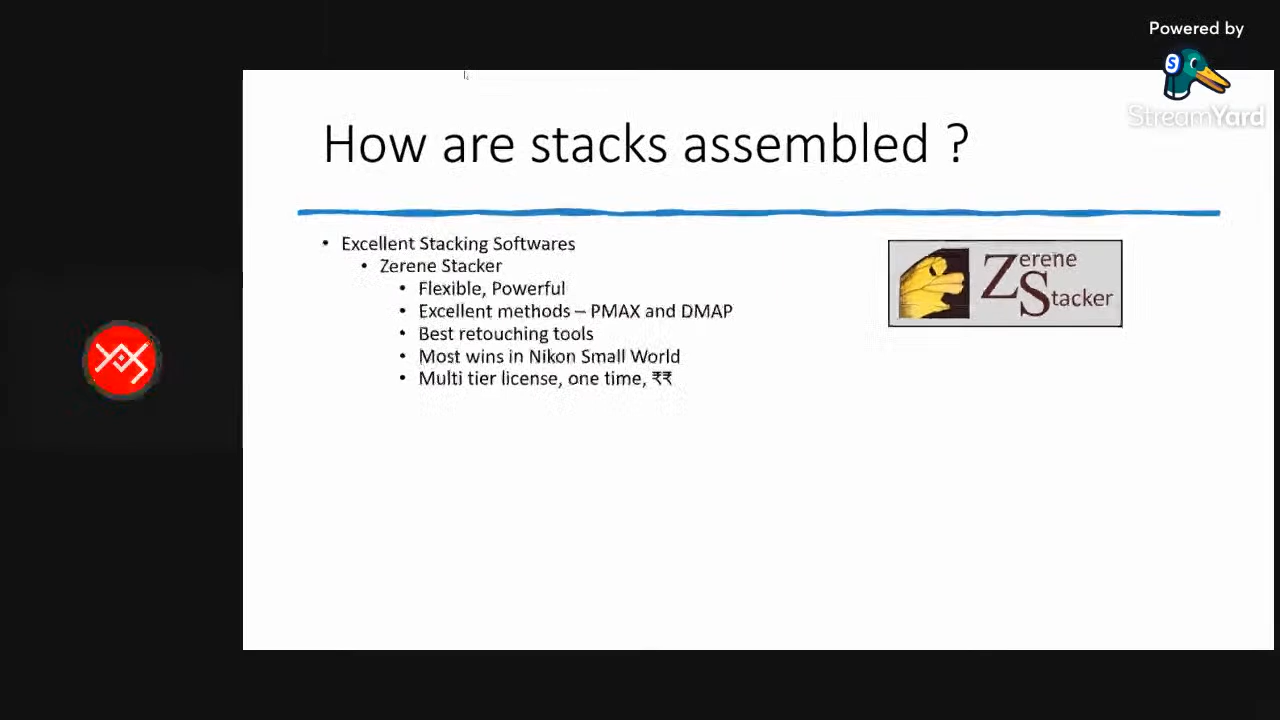 Powered by
StreamYard
How are stacks assembled ?
• Excellent Stacking Softwares
• Zerene Stacker
• Flexible, Powerful
• Excellent methods – PMAX and DMAP
• Best retouching tools
• Most wins in Nikon Small World
• Multi tier license, one time, ₹₹
Zerene
Stacker